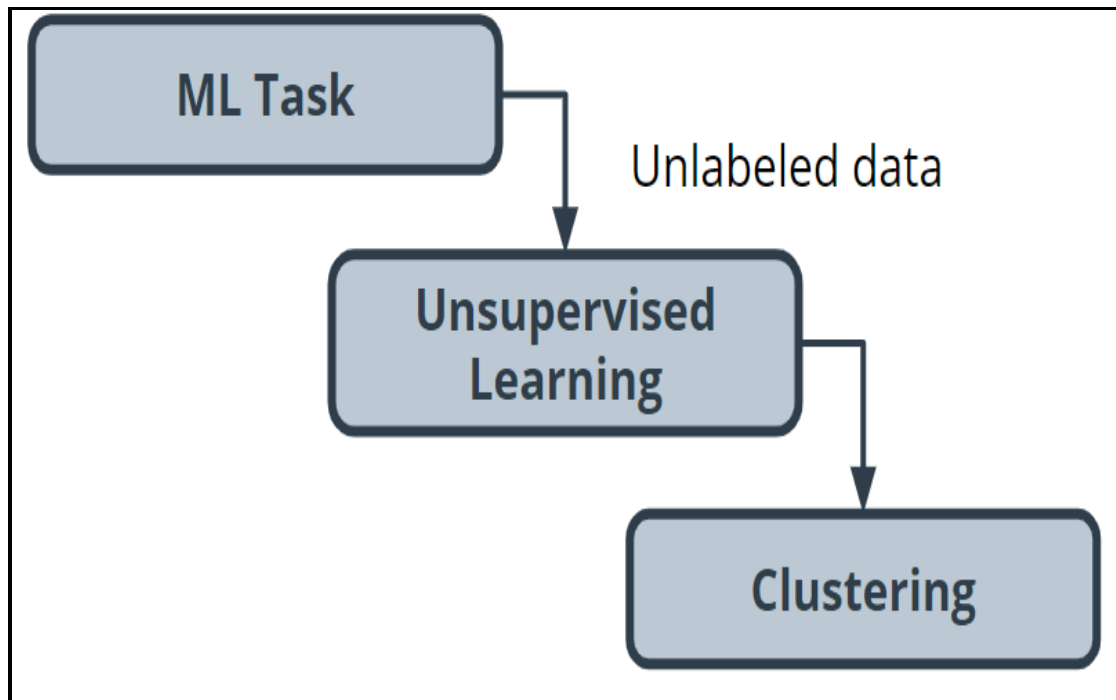 ML Task
Unlabeled data
Unsupervised
Learning
Clustering